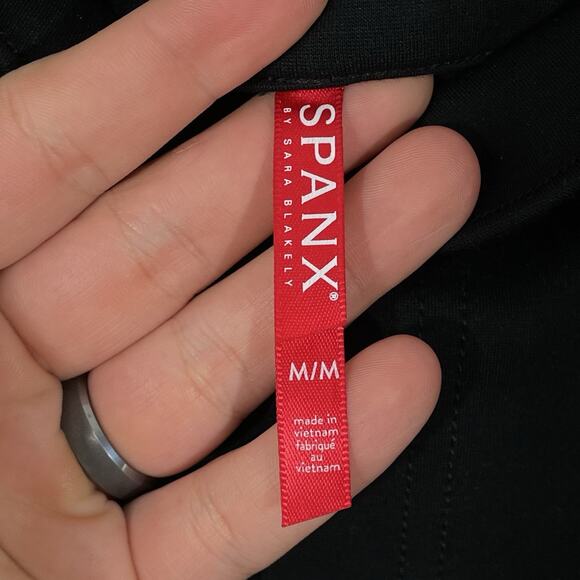 SPANX®
BY SARA BLAKELY
M/M
made in
vietnam
fabriqué
au
vietnam